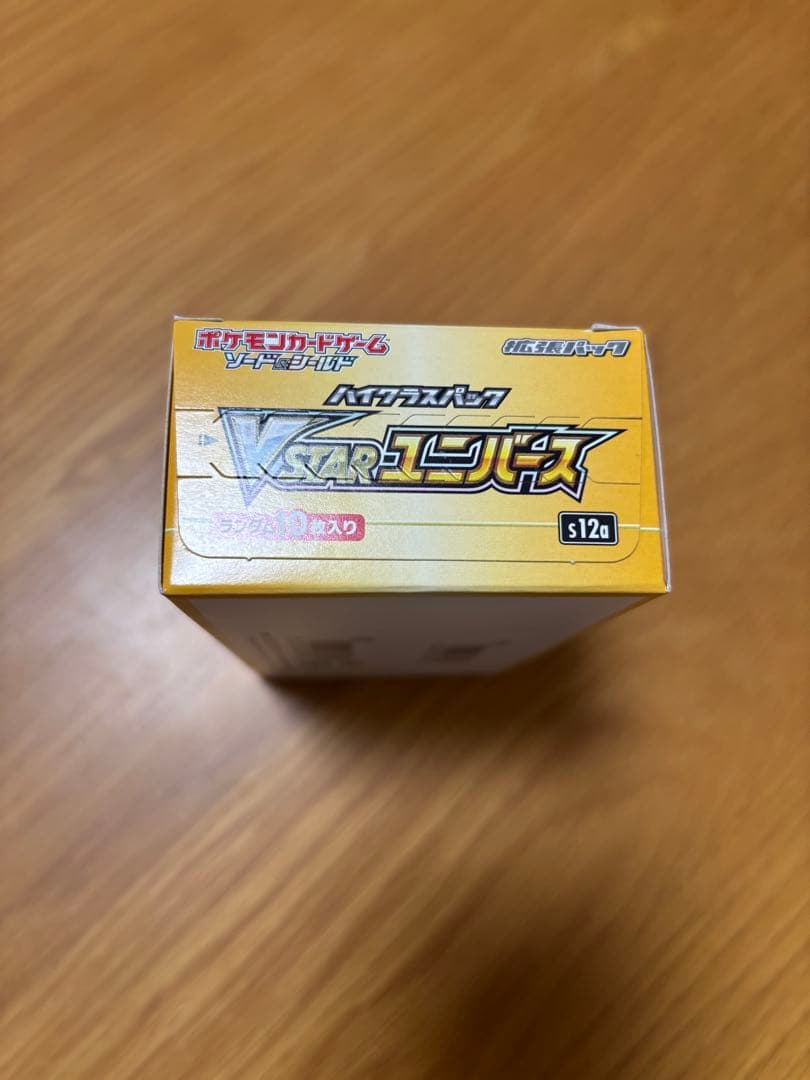 ポケモンカードゲーム
ソード&シールド
拡張パック
ハイクラスパック
VSTARユニバース
ランダム10枚入り
s12a